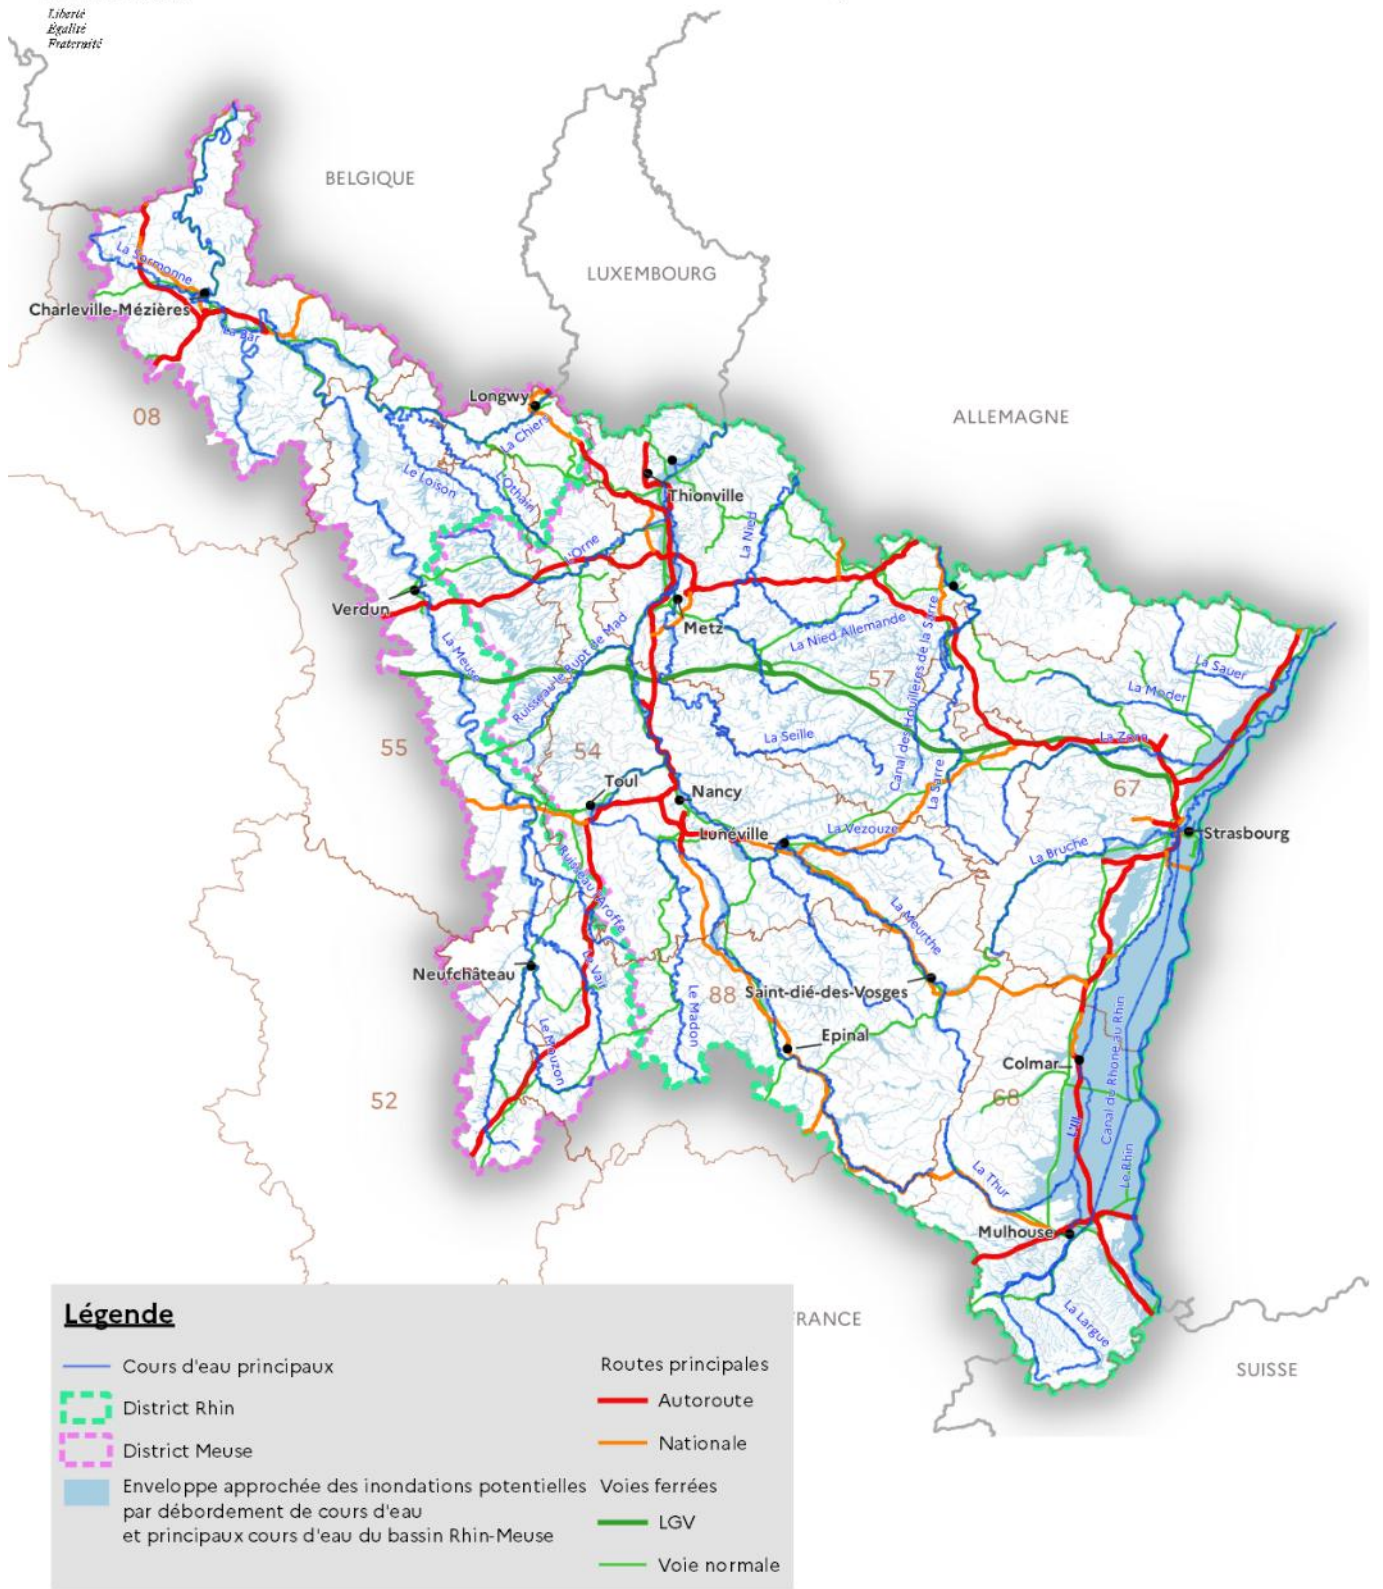 Liberté
Égalité
Fraternité
BELGIQUE
LUXEMBOURG
ALLEMAGNE
La Sormonne
Charleville-Mézières
La Bar
08
Longwy
La Chiers
Le Loison
L'Othain
Thionville
La Nied
L'Orne
Verdun
Metz
La Meuse
Ruisseau le Rupt de Mad
La Nied Allemande
57
Canal des Houillères de la Sarre
La Sauer
La Moder
55
54
La Seille
La Zorn
La Sarre
67
Toul
Nancy
Lunéville
La Vezouze
Strasbourg
La Bruche
Ruisseau l'Aroffe
La Meurthe
Neufchâteau
Le Vair
88
Saint-dié-des-Vosges
Le Madon
Le Mouzon
Epinal
Colmar
Canal du Rhône au Rhin
52
68
L'Ill
Le Rhin
La Thur
Mulhouse
La Largue
FRANCE
SUISSE
Légende
Cours d'eau principaux
District Rhin
District Meuse
Enveloppe approchée des inondations potentielles
par débordement de cours d'eau
et principaux cours d'eau du bassin Rhin-Meuse
Routes principales
Autoroute
Nationale
Voies ferrées
LGV
Voie normale